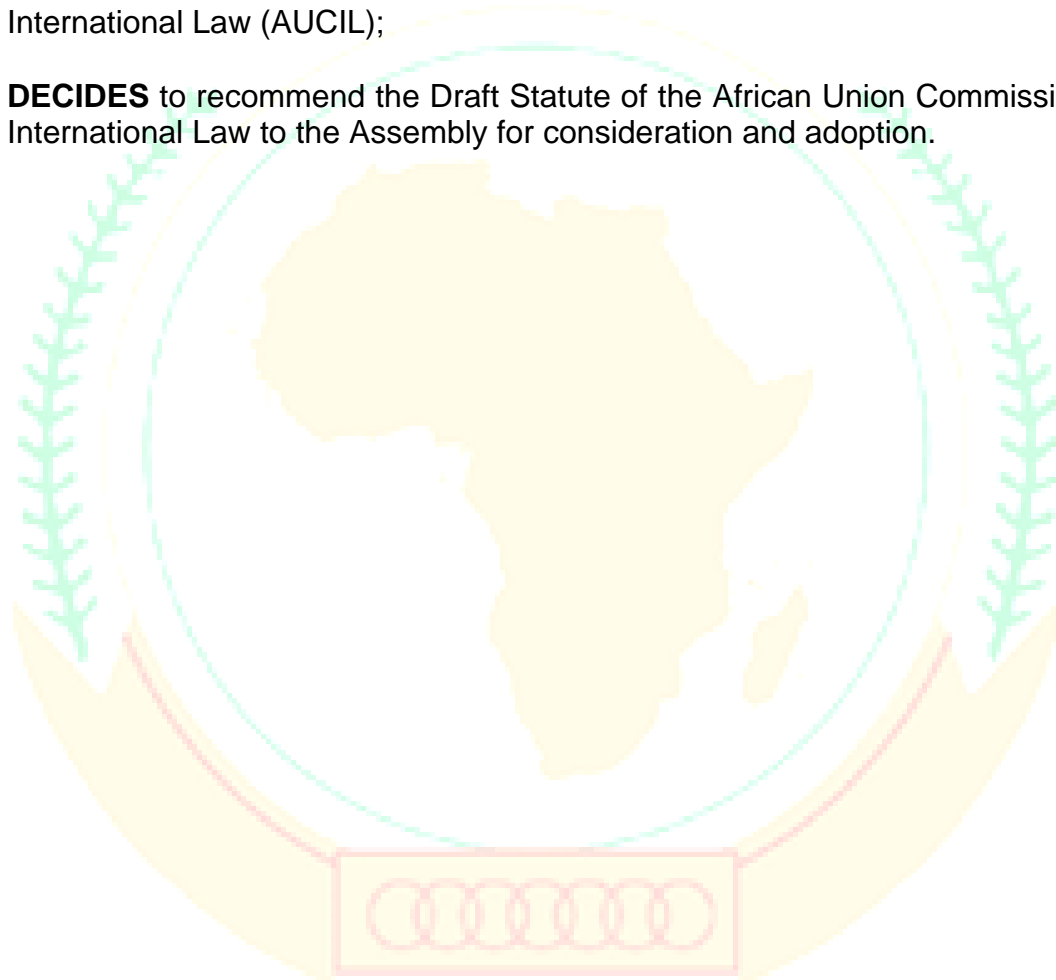 International Law (AUCIL);
DECIDES to recommend the Draft Statute of the African Union Commissi
International Law to the Assembly for consideration and adoption.